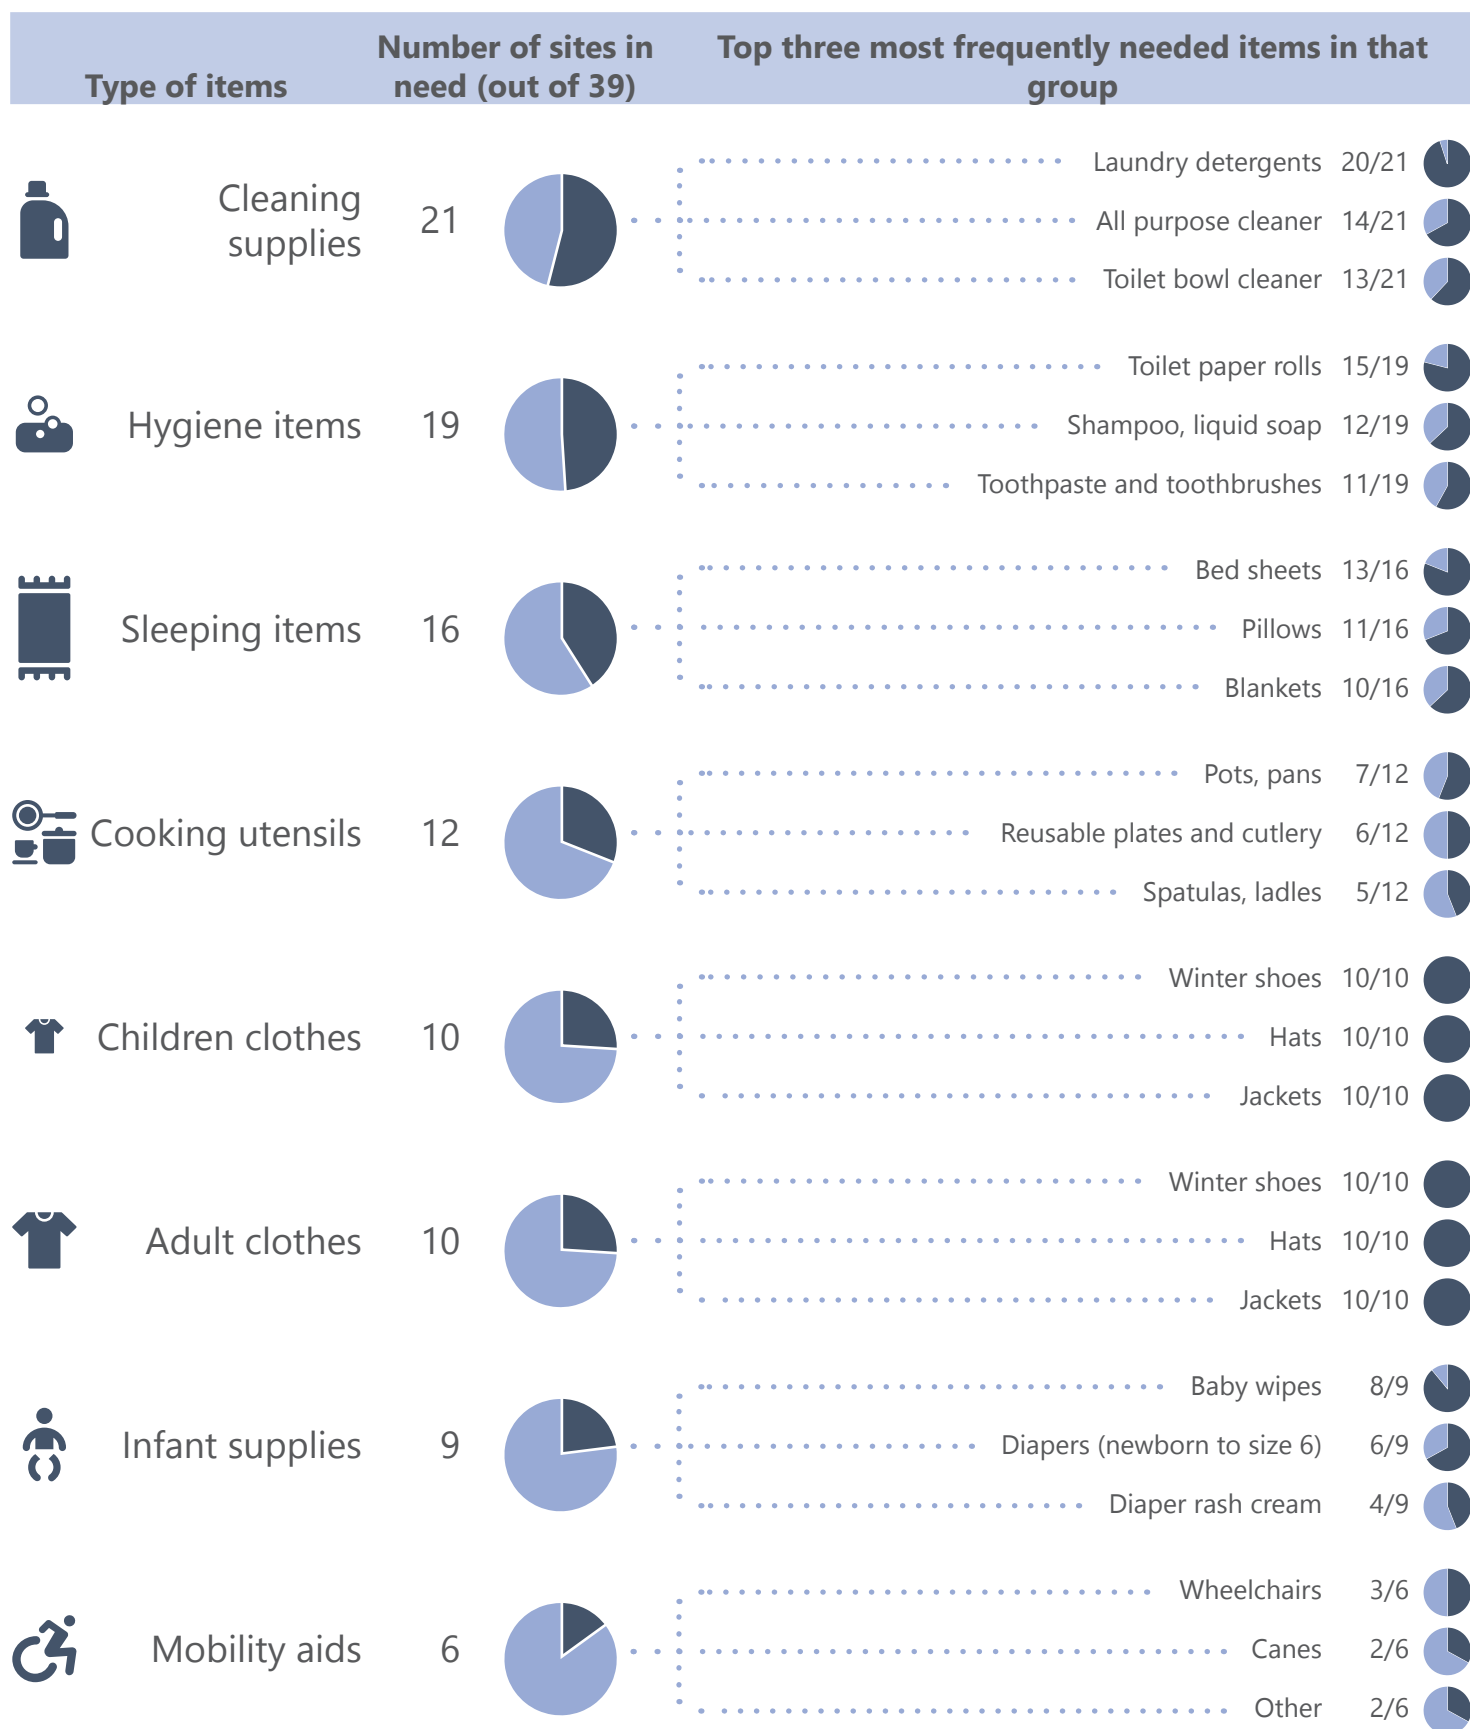 Type of items
Number of sites in
need (out of 39)
Top three most frequently needed items in that
group
Cleaning
supplies
21
Laundry detergents 20/21
All purpose cleaner 14/21
Toilet bowl cleaner 13/21
Hygiene items 19
Toilet paper rolls 15/19
Shampoo, liquid soap 12/19
Toothpaste and toothbrushes 11/19
Sleeping items 16
Bed sheets 13/16
Pillows 11/16
Blankets 10/16
Cooking utensils 12
Pots, pans 7/12
Reusable plates and cutlery 6/12
Spatulas, ladles 5/12
Children clothes 10
Winter shoes 10/10
Hats 10/10
Jackets 10/10
Adult clothes 10
Winter shoes 10/10
Hats 10/10
Jackets 10/10
Infant supplies 9
Baby wipes 8/9
Diapers (newborn to size 6) 6/9
Diaper rash cream 4/9
Mobility aids 6
Wheelchairs 3/6
Canes 2/6
Other 2/6